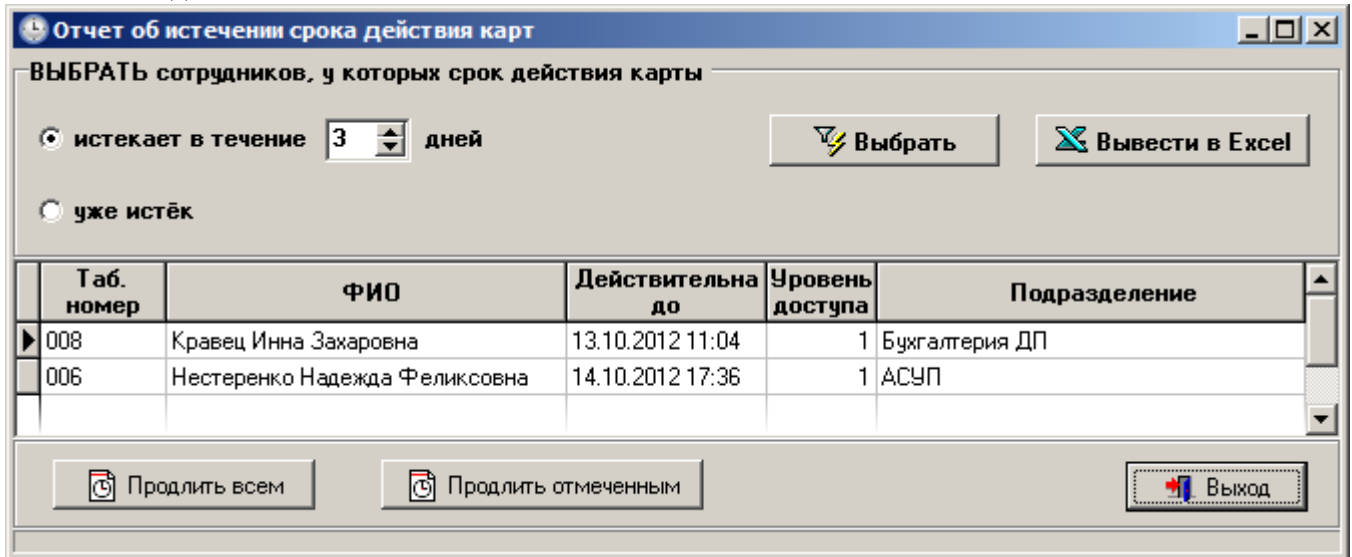 Отчет об истечении срока действия карт
ВЫБРАТЬ сотрудников, у которых срок действия карты
истекает в течение 3 дней Выбрать Вывести в Excel
уже истёк
Таб. номер ФИО Действительна до Уровень доступа Подразделение
008 Кравец Инна Захаровна 13.10.2012 11:04 1 Бухгалтерия ДП
006 Нестеренко Надежда Феликсовна 14.10.2012 17:36 1 АСУП
Продлить всем Продлить отмеченным Выход